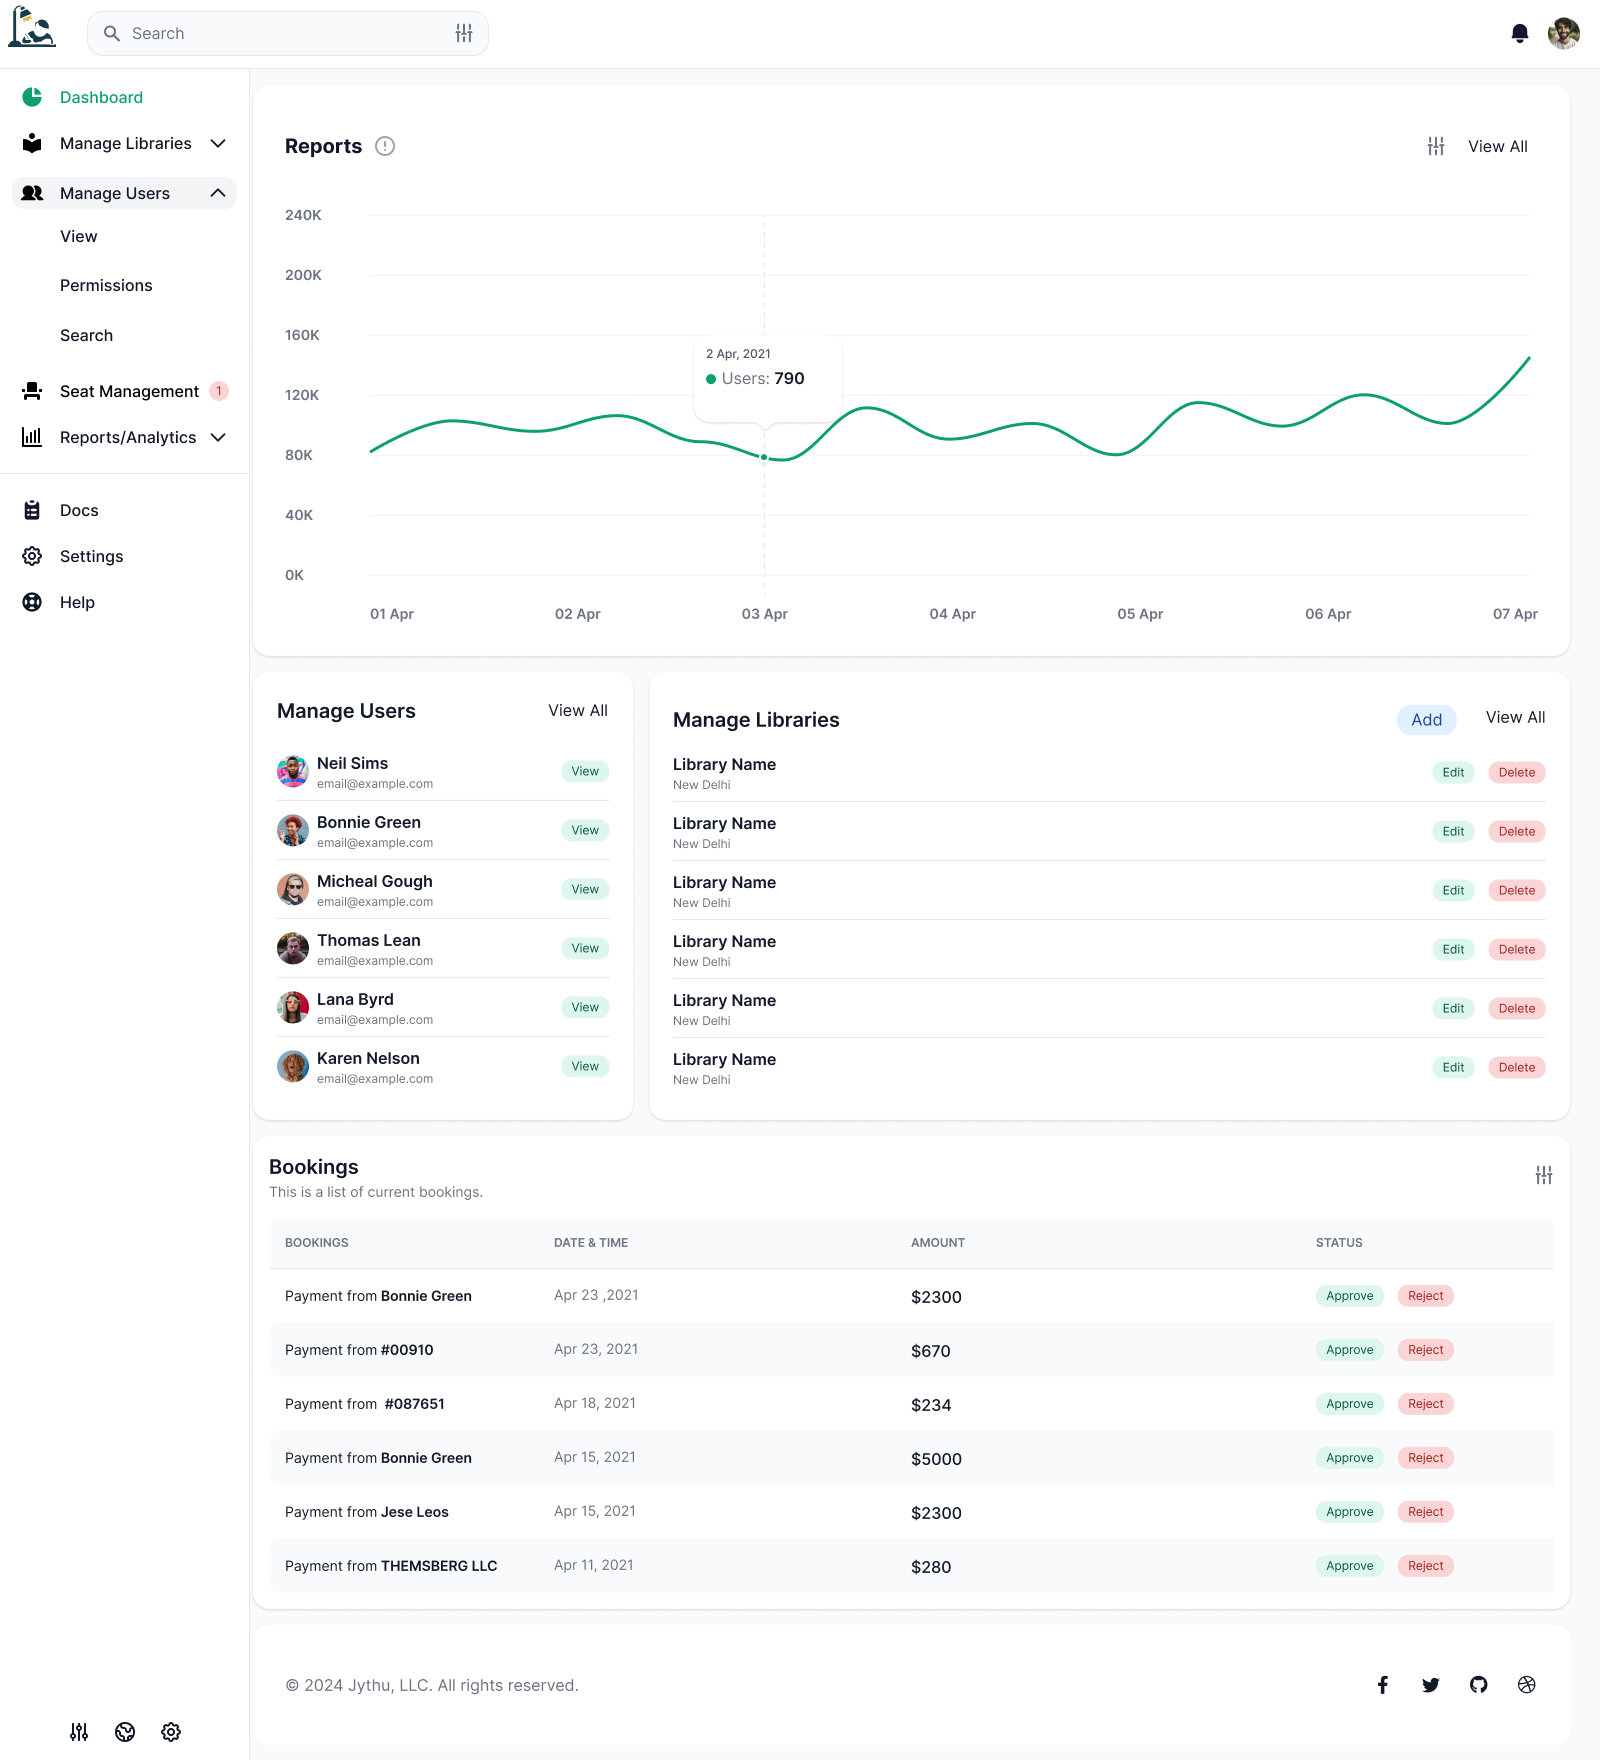 Search
Dashboard
Manage Libraries
Manage Users
View
Permissions
Search
Seat Management 1
Reports/Analytics
Docs
Settings
Help
Reports
View All
240K
200K
160K
120K
80K
40K
0K
2 Apr, 2021
Users: 790
01 Apr 02 Apr 03 Apr 04 Apr 05 Apr 06 Apr 07 Apr
Manage Users View All
Neil Sims
email@example.com
View
Bonnie Green
email@example.com
View
Micheal Gough
email@example.com
View
Thomas Lean
email@example.com
View
Lana Byrd
email@example.com
View
Karen Nelson
email@example.com
View
Manage Libraries Add View All
Library Name
New Delhi
Edit Delete
Library Name
New Delhi
Edit Delete
Library Name
New Delhi
Edit Delete
Library Name
New Delhi
Edit Delete
Library Name
New Delhi
Edit Delete
Library Name
New Delhi
Edit Delete
Bookings
This is a list of current bookings.
BOOKINGS DATE & TIME AMOUNT STATUS
Payment from Bonnie Green Apr 23 ,2021 $2300 Approve Reject
Payment from #00910 Apr 23, 2021 $670 Approve Reject
Payment from #087651 Apr 18, 2021 $234 Approve Reject
Payment from Bonnie Green Apr 15, 2021 $5000 Approve Reject
Payment from Jese Leos Apr 15, 2021 $2300 Approve Reject
Payment from THEMSBERG LLC Apr 11, 2021 $280 Approve Reject
© 2024 Jythu, LLC. All rights reserved.